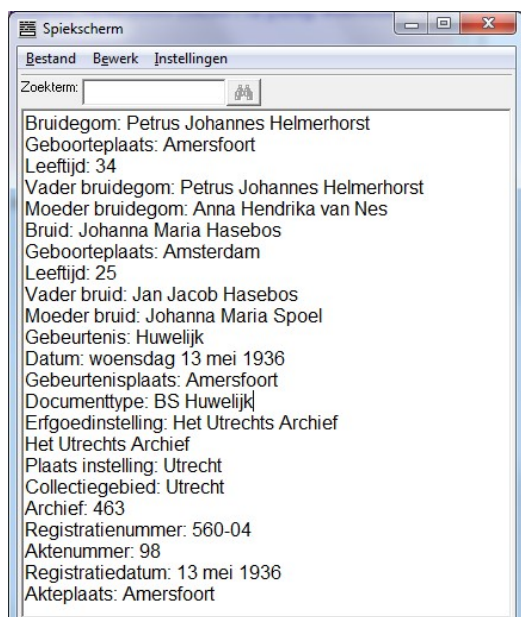 Spiekscherm
Bestand Bewerk Instellingen
Zoekterm:
Bruidegom: Petrus Johannes Helmerhorst
Geboorteplaats: Amersfoort
Leeftijd: 34
Vader bruidegom: Petrus Johannes Helmerhorst
Moeder bruidegom: Anna Hendrika van Nes
Bruid: Johanna Maria Hasebos
Geboorteplaats: Amsterdam
Leeftijd: 25
Vader bruid: Jan Jacob Hasebos
Moeder bruid: Johanna Maria Spoel
Gebeurtenis: Huwelijk
Datum: woensdag 13 mei 1936
Gebeurtenisplaats: Amersfoort
Documenttype: BS Huwelijk
Erfgoedinstelling: Het Utrechts Archief
Het Utrechts Archief
Plaats instelling: Utrecht
Collectiegebied: Utrecht
Archief: 463
Registratienummer: 560-04
Aktenummer: 98
Registratiedatum: 13 mei 1936
Akteplaats: Amersfoort